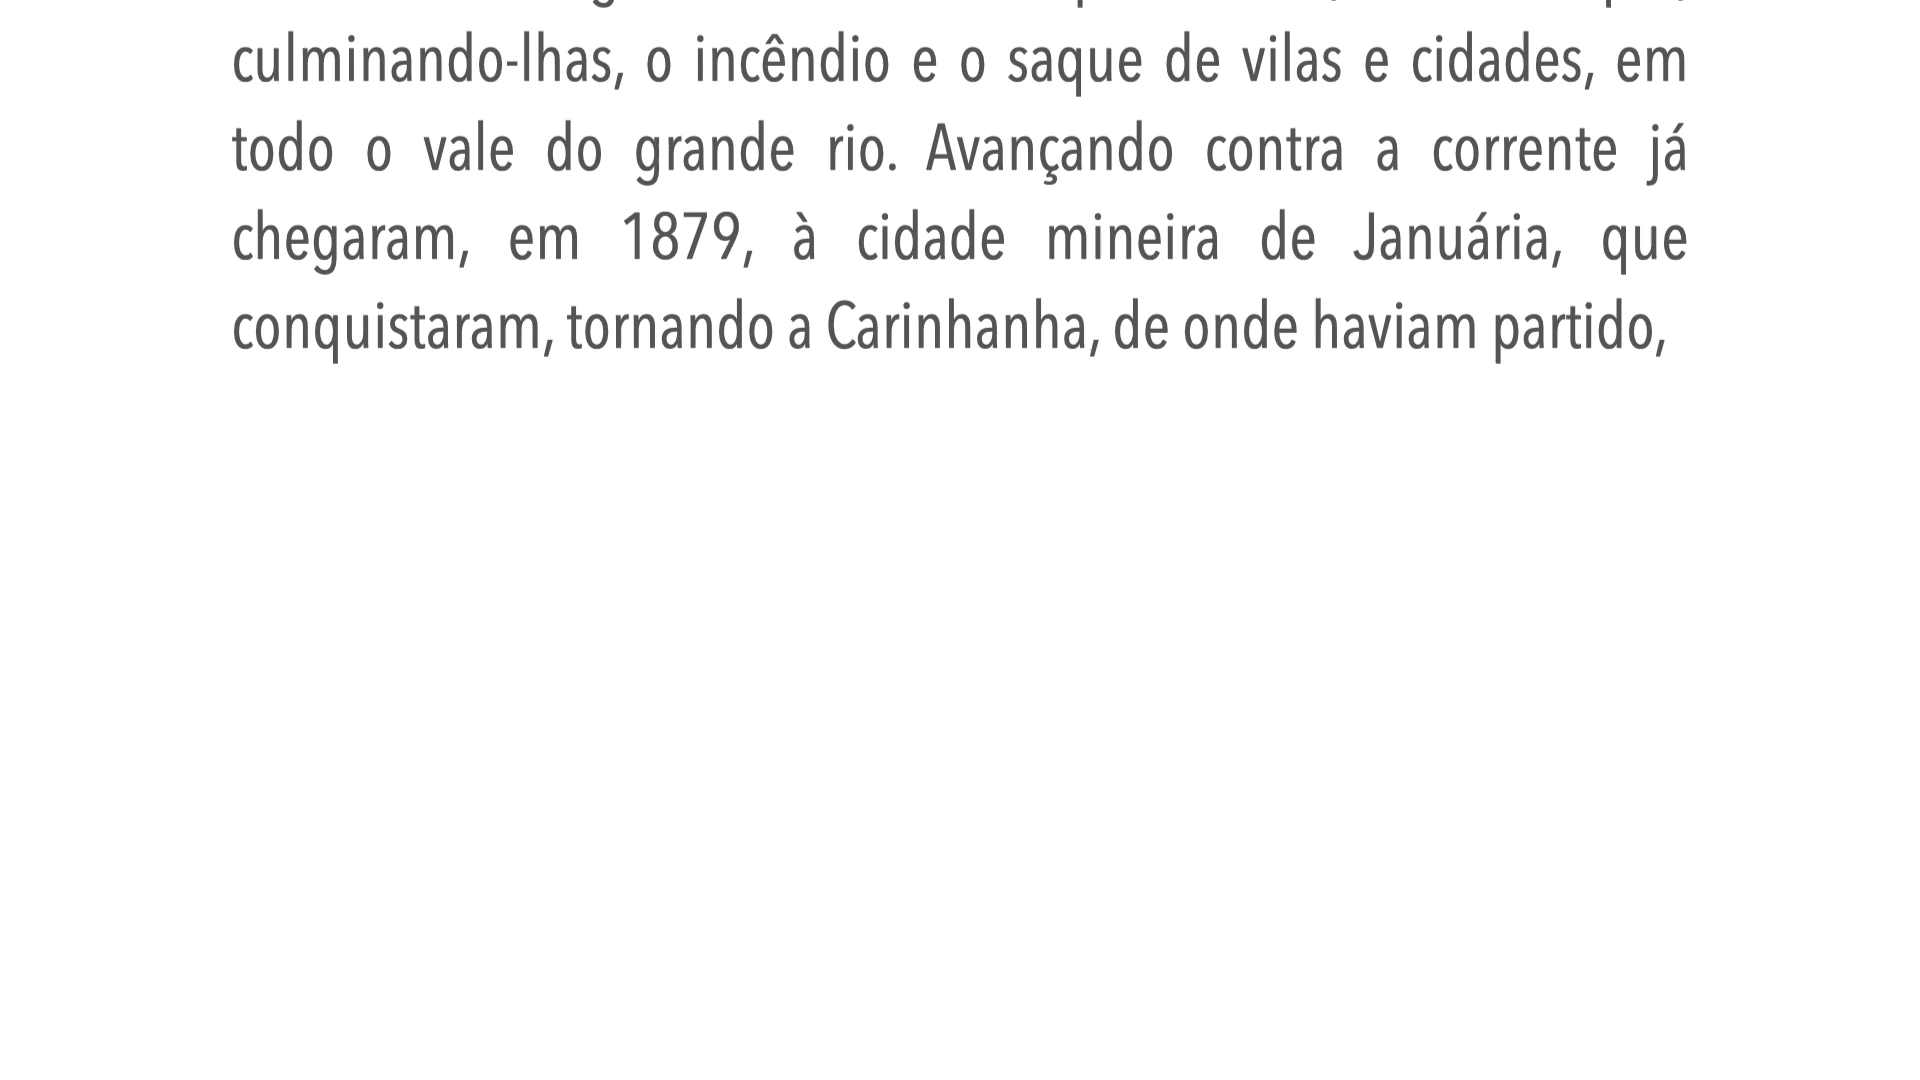 culminando-lhas, o incêndio e o saque de vilas e cidades, em
todo o vale do grande rio. Avançando contra a corrente já
chegaram, em 1879, à cidade mineira de Januária, que
conquistaram, tornando a Carinhanha, de onde haviam partido,